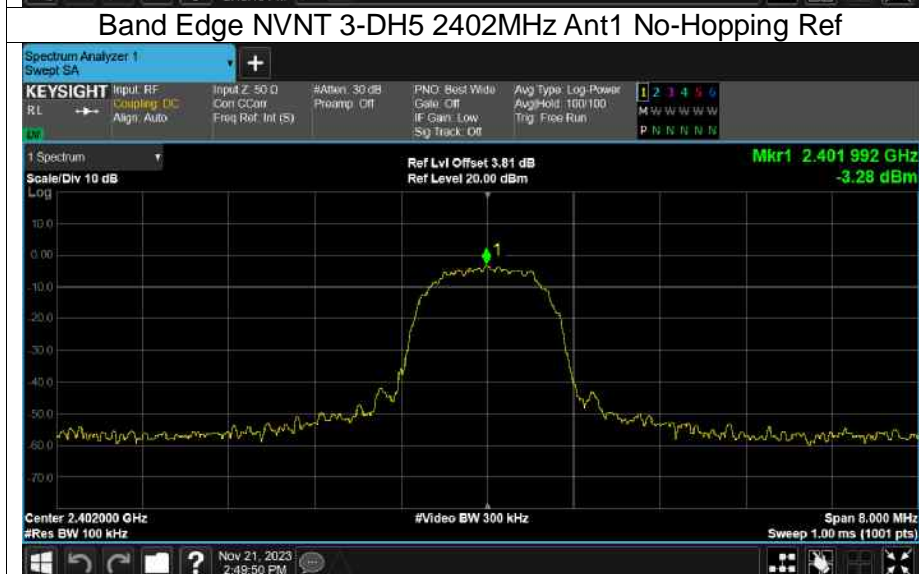 Band Edge NVNT 3-DH5 2402MHz Ant1 No-Hopping Ref
Spectrum Analyzer 1
Swept SA
+
KEYSIGHT Input: RF Input Z: 50 Ω #Atten: 30 dB PNO: Best Wide Avg Type: Log-Power 1 2 3 4 5 6
RL Coupling: DC Corr CCorr Preamp: Off Gate: Off Avg|Hold: 100/100 M W W W W W
Align: Auto Freq Ref: Int (S) IF Gain: Low Trig: Free Run
Sig Track: Off P N N N N N
1 Spectrum
Ref Lvl Offset 3.81 dB Mkr1 2.401 992 GHz
Scale/Div 10 dB Ref Level 20.00 dBm -3.28 dBm
Log
10.0
0.00
1
-10.0
-20.0
-30.0
-40.0
-50.0
-60.0
-70.0
Center 2.402000 GHz #Video BW 300 kHz Span 8.000 MHz
#Res BW 100 kHz Sweep 1.00 ms (1001 pts)
? Nov 21, 2023
2:49:50 PM